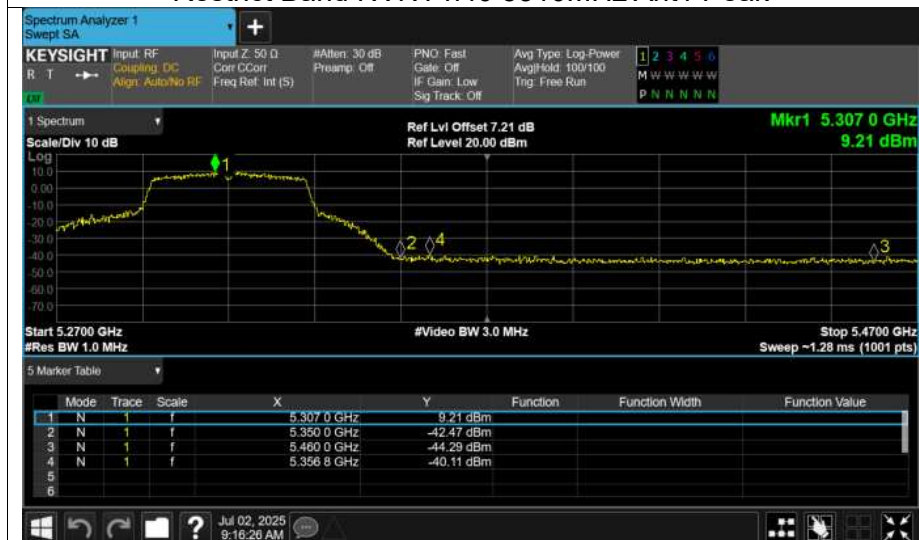 Spectrum Analyzer 1
Swept SA
KEYSIGHT
R T
Input: RF
Coupling: DC
Align: Auto/No RF
Input Z: 50 Ω
Corr CCorr
Freq Ref: Int (S)
#Atten: 30 dB
Preamp: Off
PNO: Fast
Gate: Off
IF Gain: Low
Sig Track: Off
Avg Type: Log-Power
Avg|Hold: 100/100
Trig: Free Run
1 2 3 4 5 6
M W W W W W
P N N N N N
1 Spectrum
Scale/Div 10 dB
Ref Lvl Offset 7.21 dB
Ref Level 20.00 dBm
Mkr1 5.307 0 GHz
9.21 dBm
Log
10.0
0.00
-10.0
-20.0
-30.0
-40.0
-50.0
-60.0
-70.0
1
2
4
3
Start 5.2700 GHz
#Res BW 1.0 MHz
#Video BW 3.0 MHz
Stop 5.4700 GHz
Sweep ~1.28 ms (1001 pts)
5 Marker Table
Mode Trace Scale X Y Function Function Width Function Value
1 N 1 f 5.307 0 GHz 9.21 dBm
2 N 1 f 5.350 0 GHz -42.47 dBm
3 N 1 f 5.460 0 GHz -44.29 dBm
4 N 1 f 5.356 8 GHz -40.11 dBm
5
6
?
Jul 02, 2025
9:16:26 AM